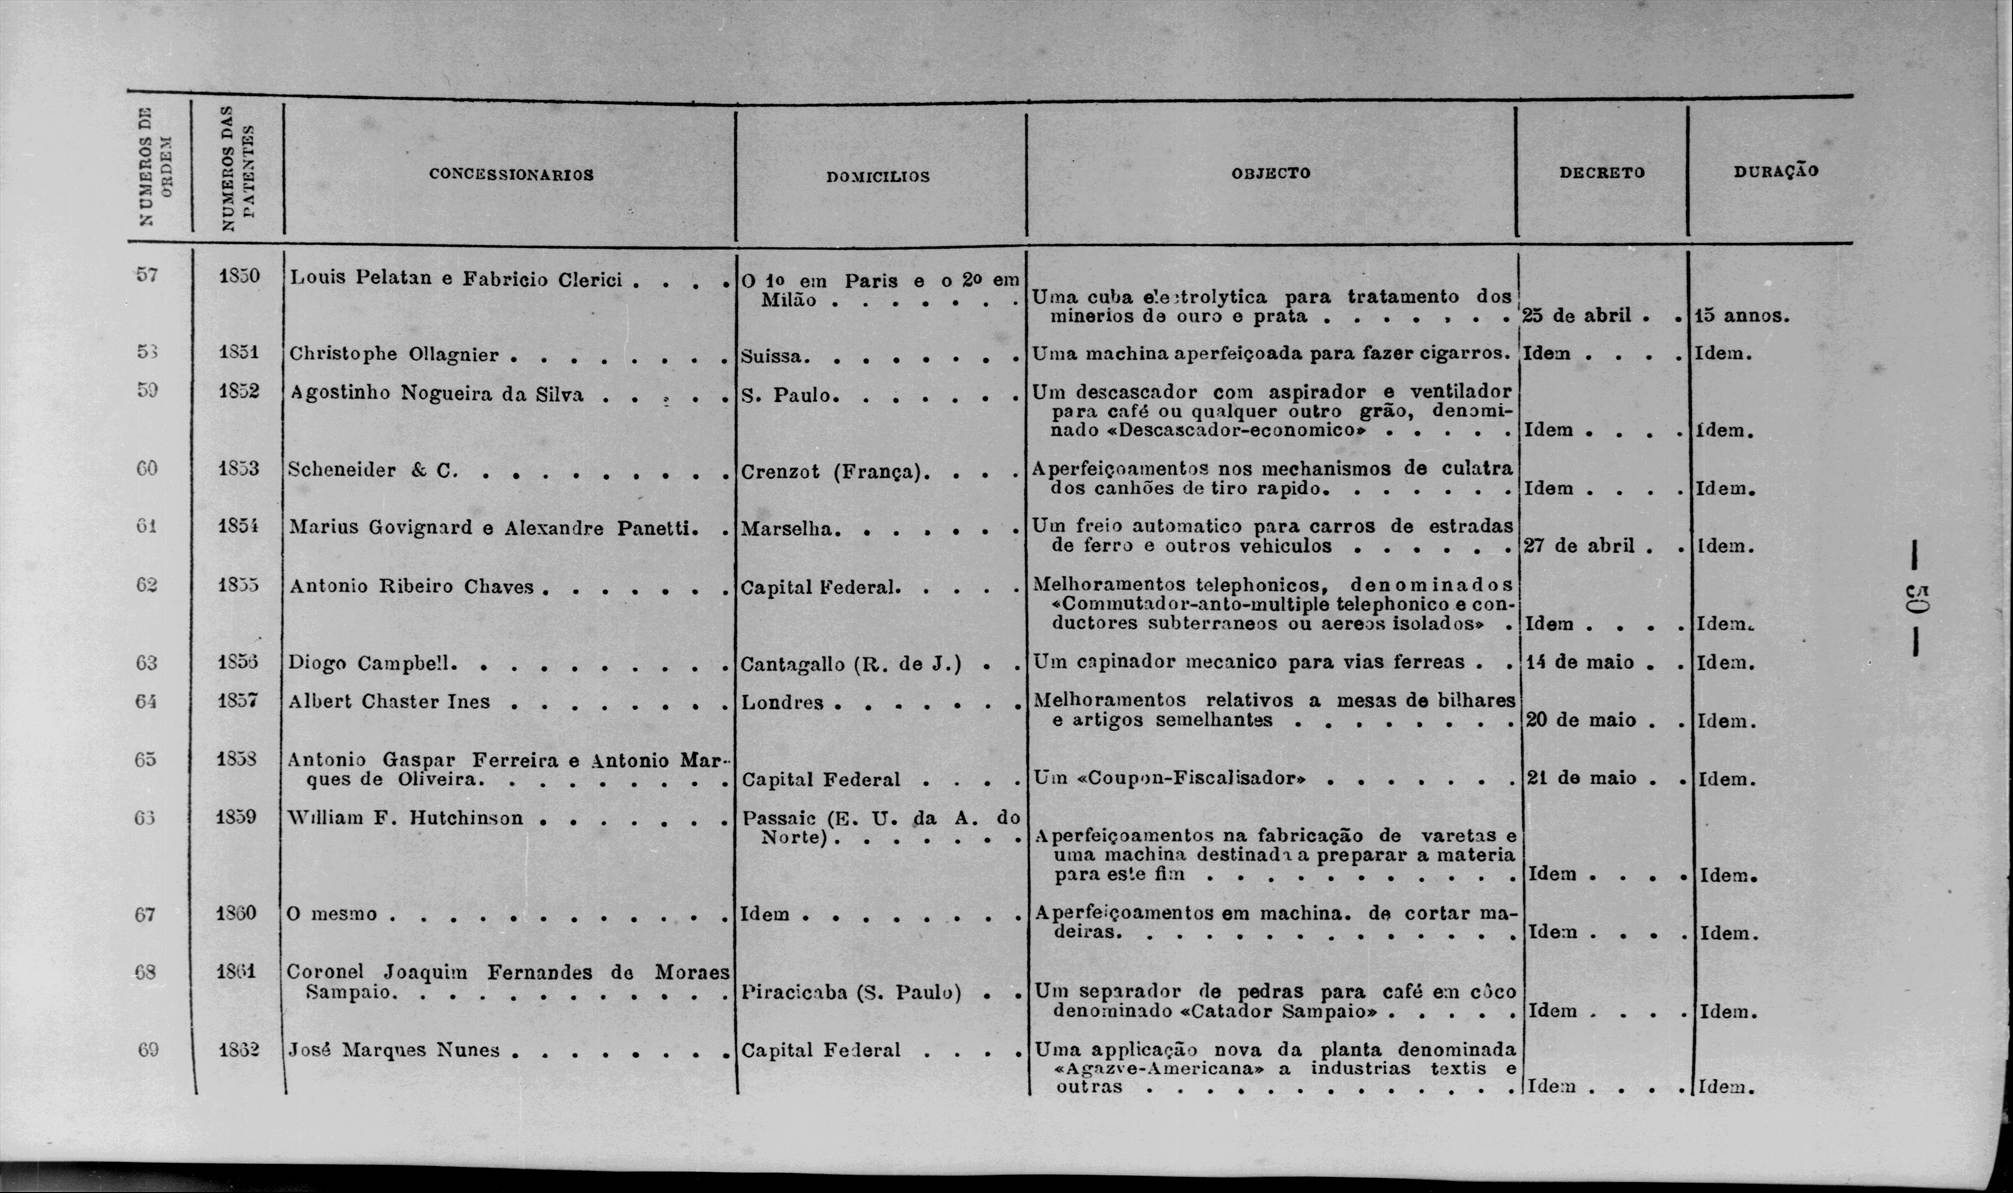 NUMEROS DE ORDEM
NUMEROS DAS PATENTES
CONCESSIONARIOS
DOMICILIOS
OBJECTO
DECRETO
DURAÇÃO
57 1850 Louis Pelatan e Fabricio Clerici . . . . O 1º em Paris e o 2º em
Milão . . . . . . .
Uma cuba electrolytica para tratamento dos
minerios de ouro e prata . . . . . . . 25 de abril . . 15 annos.
58 1851 Christophe Ollagnier . . . . . . . . Suissa. . . . . . . . Uma machina aperfeiçoada para fazer cigarros. Idem . . . . Idem.
59 1852 Agostinho Nogueira da Silva . . . . . S. Paulo. . . . . . . Um descascador com aspirador e ventilador
para café ou qualquer outro grão, denomi-
nado «Descascador-economico» . . . . . Idem . . . . Idem.
60 1853 Scheneider & C. . . . . . . . . . Crenzot (França). . . . Aperfeiçoamentos nos mechanismos de culatra
dos canhões de tiro rapido. . . . . . . Idem . . . . Idem.
61 1854 Marius Govignard e Alexandre Panetti. . Marselha. . . . . . . Um freio automatico para carros de estradas
de ferro e outros vehiculos . . . . . . 27 de abril . . Idem.
62 1855 Antonio Ribeiro Chaves . . . . . . . Capital Federal. . . . . Melhoramentos telephonicos, denominados
«Commutador-anto-multiple telephonico e con-
ductores subterraneos ou aereos isolados» . Idem . . . . Idem.
63 1856 Diogo Campbell. . . . . . . . . . Cantagallo (R. de J.) . . Um capinador mecanico para vias ferreas . . 14 de maio . . Idem.
64 1857 Albert Chaster Ines . . . . . . . . Londres . . . . . . . Melhoramentos relativos a mesas de bilhares
e artigos semelhantes . . . . . . . . 20 de maio . . Idem.
65 1858 Antonio Gaspar Ferreira e Antonio Mar-
ques de Oliveira. . . . . . . . . Capital Federal . . . . Um «Coupon-Fiscalisador» . . . . . . . 21 de maio . . Idem.
66 1859 William F. Hutchinson . . . . . . . Passaic (E. U. da A. do
Norte) . . . . . . .
Aperfeiçoamentos na fabricação de varetas e
uma machina destinada a preparar a materia
para este fim . . . . . . . . . . . Idem . . . . Idem.
67 1860 O mesmo . . . . . . . . . . . . Idem . . . . . . . . Aperfeiçoamentos em machina. de cortar ma-
deiras. . . . . . . . . . . . . . Idem . . . . Idem.
68 1861 Coronel Joaquim Fernandes de Moraes
Sampaio. . . . . . . . . . . . Piracicaba (S. Paulo) . . Um separador de pedras para café em côco
denominado «Catador Sampaio» . . . . . Idem . . . . Idem.
69 1862 José Marques Nunes . . . . . . . . Capital Federal . . . . Uma applicação nova da planta denominada
«Agazve-Americana» a industrias textis e
outras . . . . . . . . . . . . . Idem . . . . Idem.
— 50 —